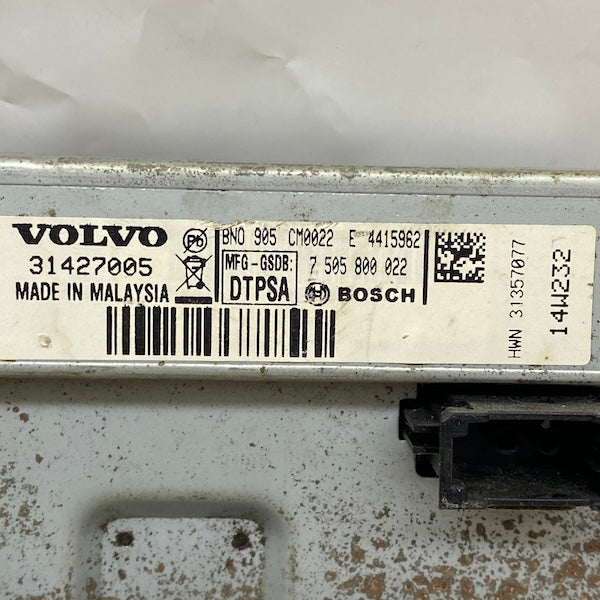 VOLVO
31427005
MADE IN MALAYSIA
Pb
BNO 905 CM0022 E 4415962
MFG-GSDB: 7 505 800 022
DTPSA
BOSCH
HWN 31357077
14W232